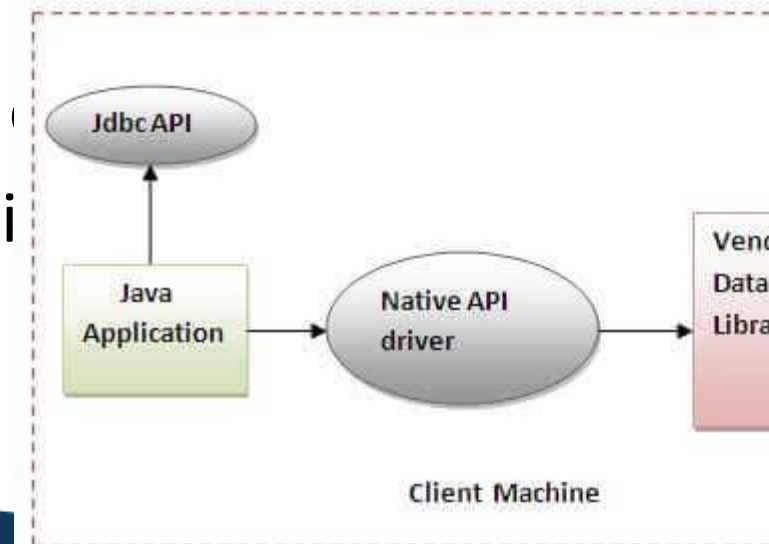 Jdbc API
Java
Application
Native API
driver
Client Machine